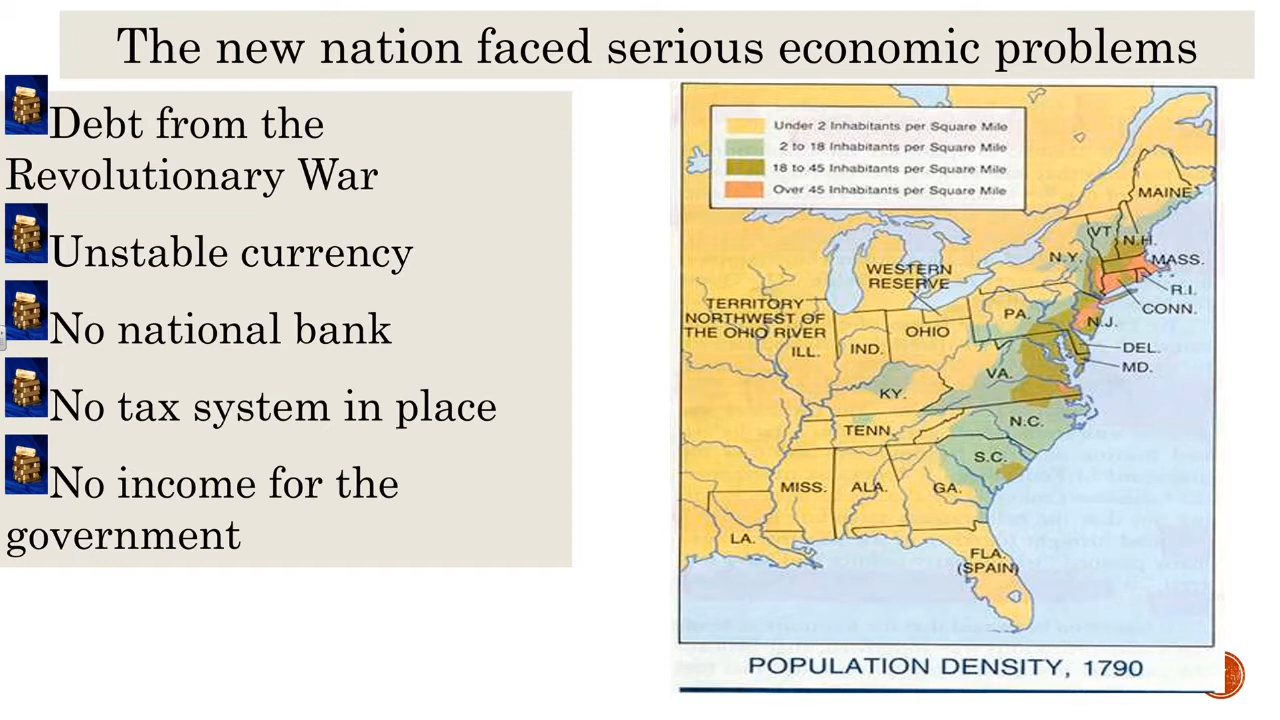 The new nation faced serious economic problems
Debt from the
Revolutionary War
Unstable currency
No national bank
No tax system in place
No income for the
government
Under 2 Inhabitants per Square Mile
2 to 18 Inhabitants per Square Mile
18 to 45 Inhabitants per Square Mile
Over 45 Inhabitants per Square Mile
MAINE
VT
N.H.
N.Y.
MASS.
WESTERN
RESERVE
R.I.
CONN.
TERRITORY
NORTHWEST OF
THE OHIO RIVER
PA.
N.J.
OHIO
ILL.
IND.
DEL.
MD.
VA.
KY.
N.C.
TENN.
S.C.
MISS.
ALA.
GA.
LA.
FLA.
(SPAIN)
POPULATION DENSITY, 1790